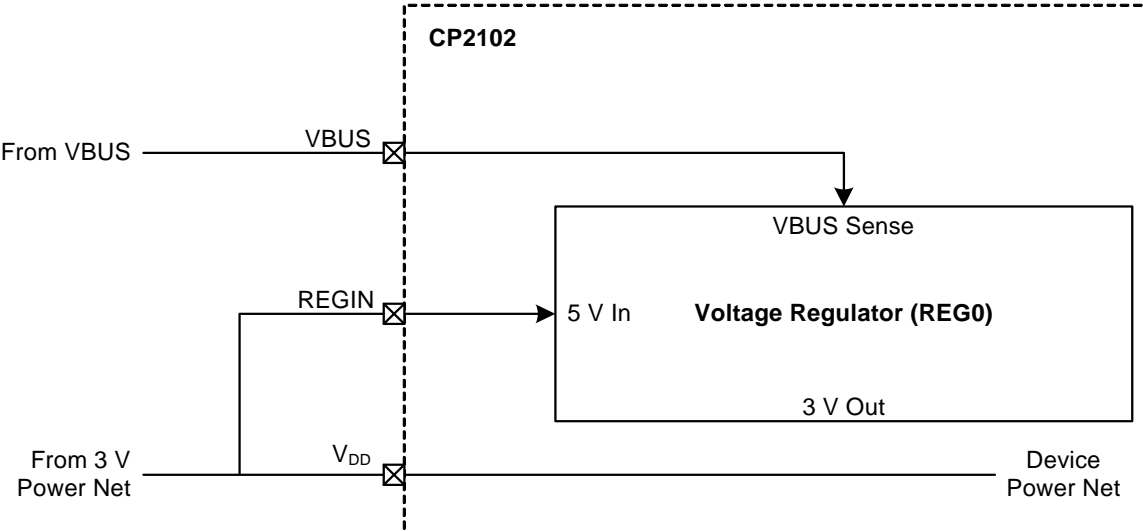 CP2102
From VBUS
VBUS
VBUS Sense
REGIN
5 V In
Voltage Regulator (REG0)
3 V Out
From 3 V
Power Net
VDD
Device
Power Net